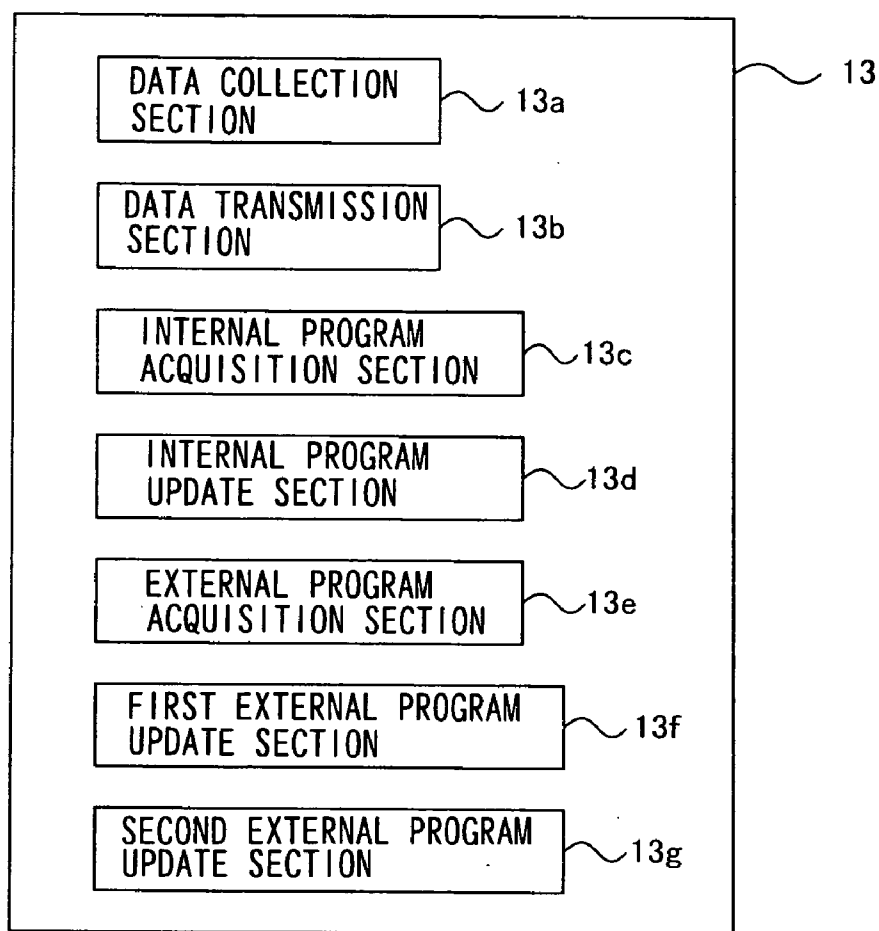 13
DATA COLLECTION
SECTION
13a
DATA TRANSMISSION
SECTION
13b
INTERNAL PROGRAM
ACQUISITION SECTION
13c
INTERNAL PROGRAM
UPDATE SECTION
13d
EXTERNAL PROGRAM
ACQUISITION SECTION
13e
FIRST EXTERNAL PROGRAM
UPDATE SECTION
13f
SECOND EXTERNAL PROGRAM
UPDATE SECTION
13g